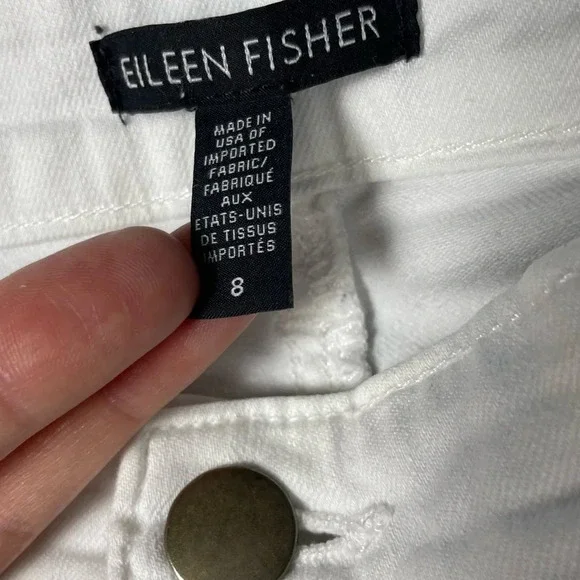 EILEEN FISHER
MADE IN
USA OF
IMPORTED
FABRIC/
FABRIQUÉ
AUX
ETATS-UNIS
DE TISSUS
IMPORTÉS
8